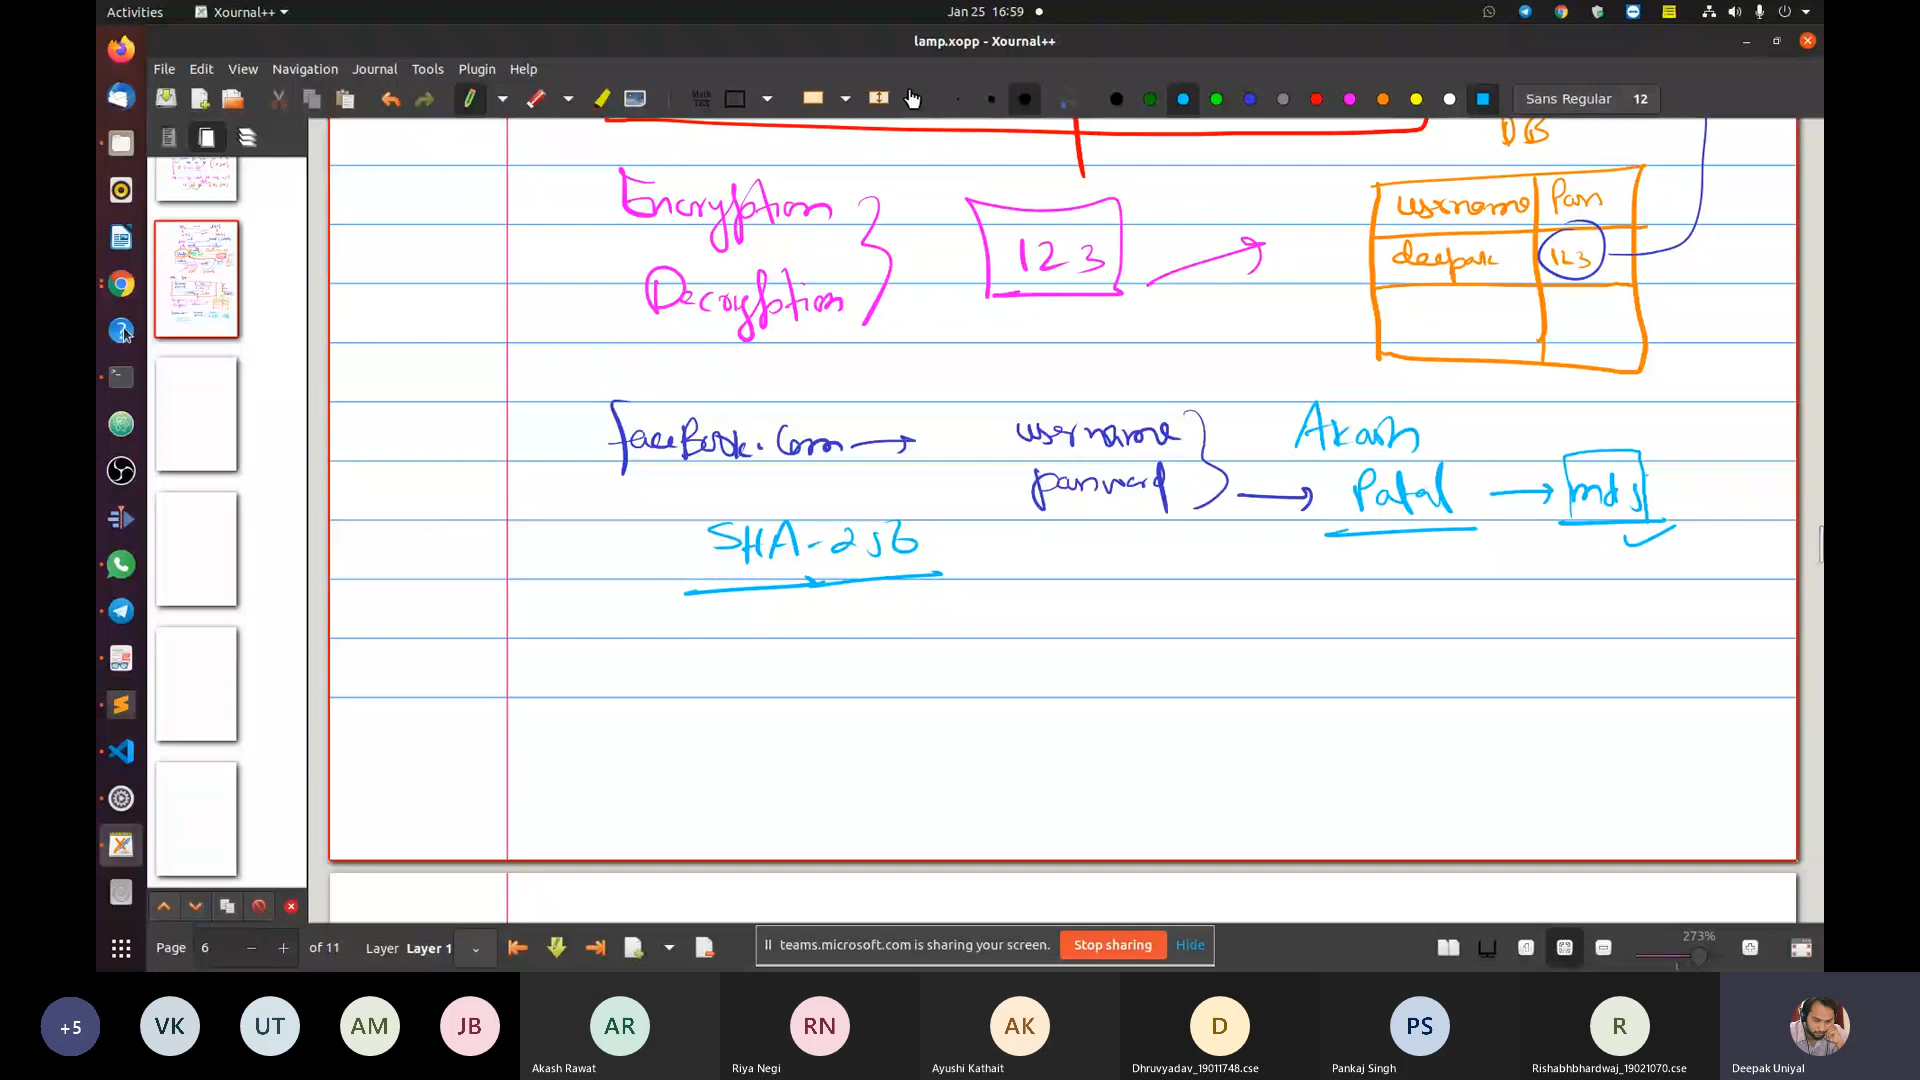 Activities
Xournal++
Jan 25 16:59
lamp.xopp - Xournal++
File Edit View Navigation Journal Tools Plugin Help
Sans Regular 12
DB
Encryption
Decryption
123
username Pass
deepak 123
faceBook.Com
username
password
Akash
Patal
md5
SHA-256
Page 6 of 11 Layer Layer 1
teams.microsoft.com is sharing your screen. Stop sharing Hide
273%
+5 VK UT AM JB AR RN AK D PS R
Akash Rawat Riya Negi Ayushi Kathait Dhruvyadav_19011748.cse Pankaj Singh Rishabhbhardwaj_19021070.cse Deepak Uniyal